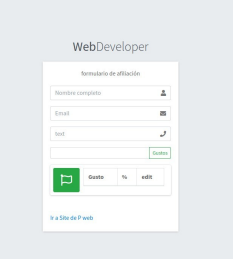 WebDeveloper
formulario de afiliación
Nombre completo
Email
text
Gustos
Gusto % edit
Ir a Site de P web